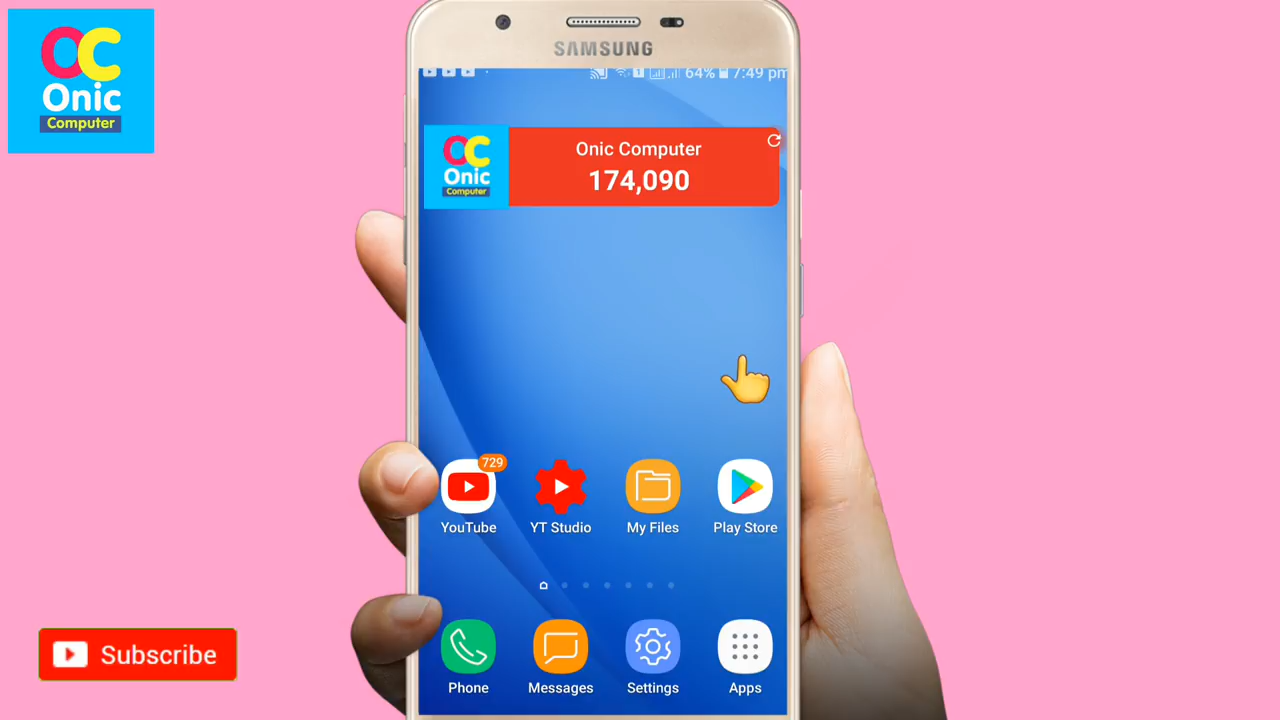 OC
Onic
Computer
SAMSUNG
1 64% 7:49 pm
OC
Onic
Computer
Onic Computer
174,090
729
YouTube
YT Studio
My Files
Play Store
Subscribe
Phone
Messages
Settings
Apps